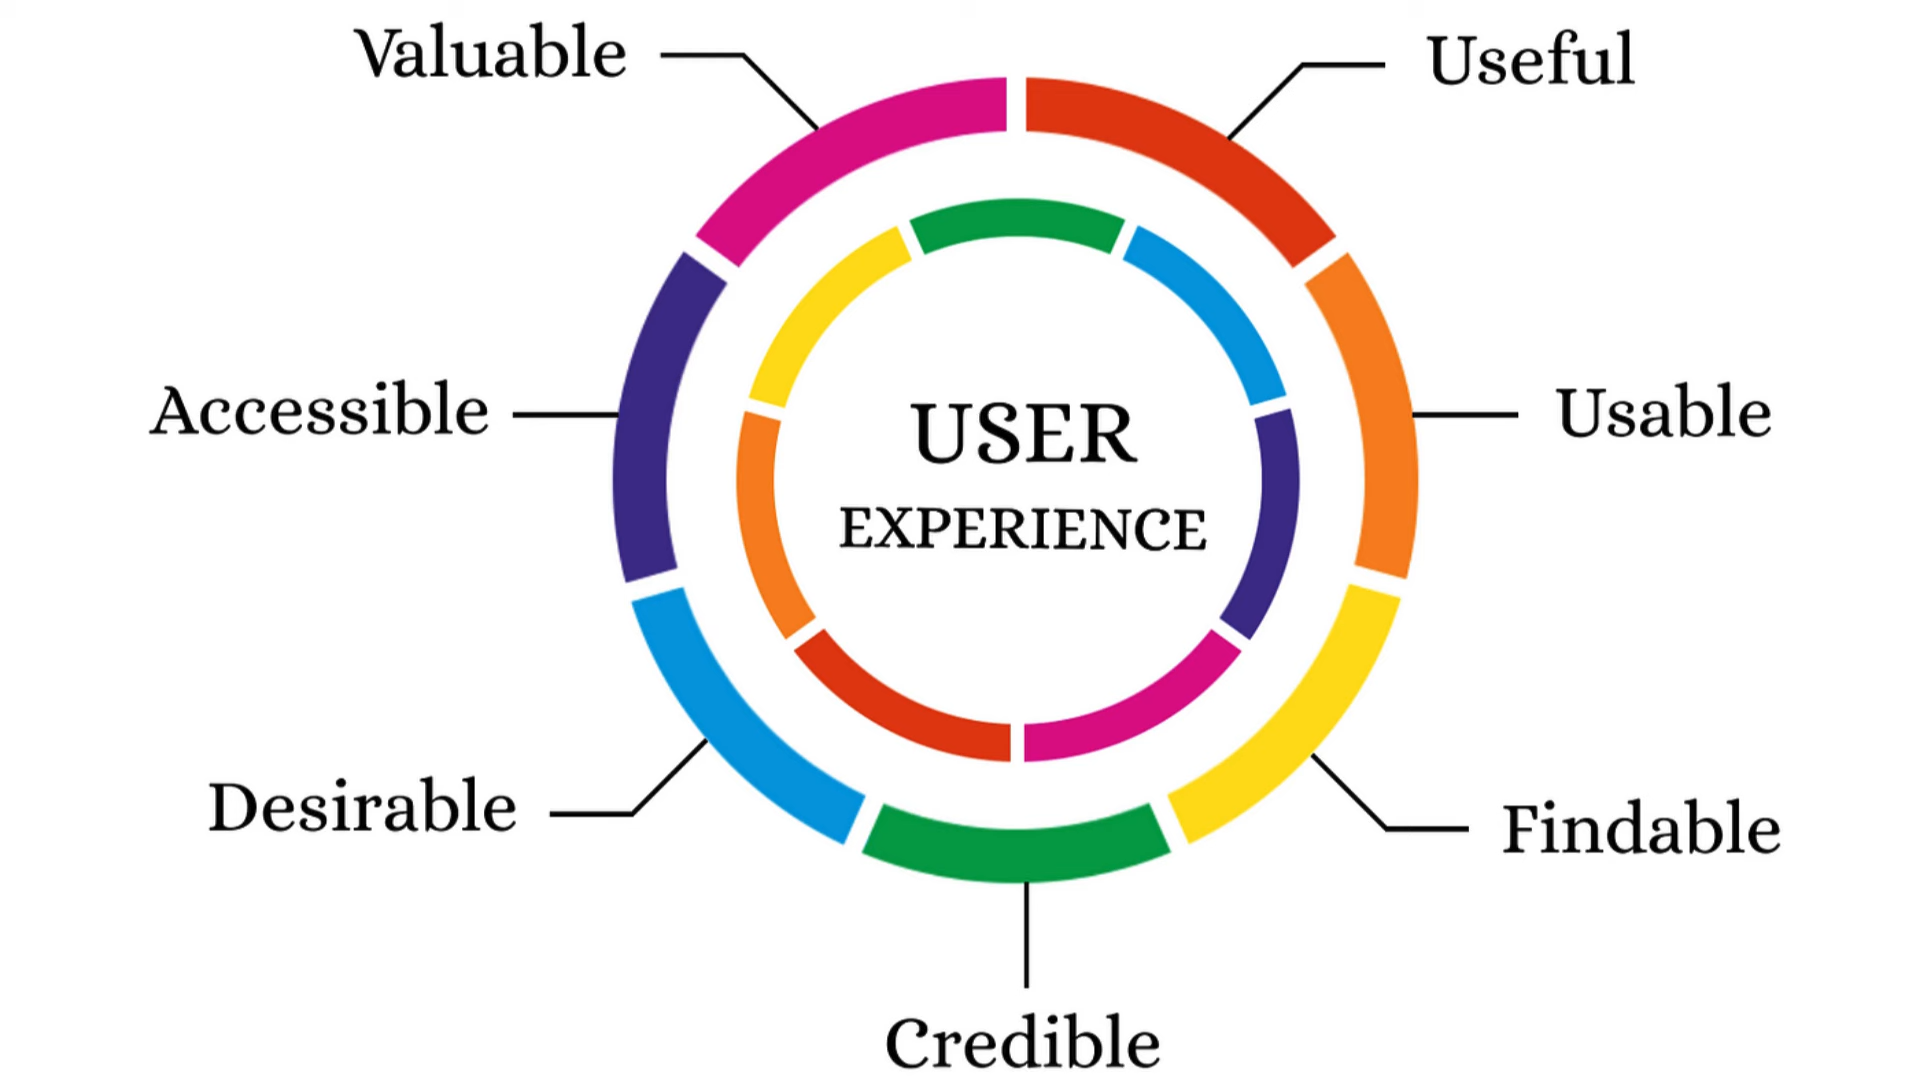 Valuable
Useful
Accessible
USER
EXPERIENCE
Usable
Desirable
Findable
Credible